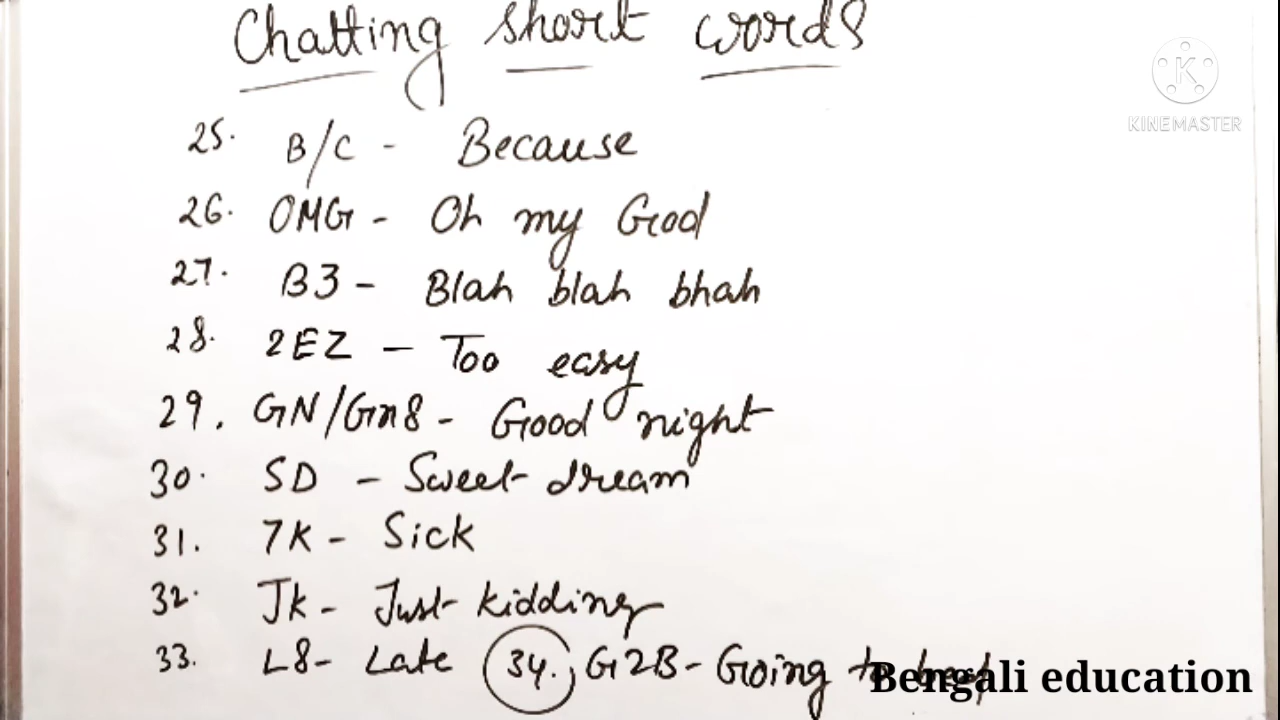 Chatting short words
KINEMASTER
25. B/C - Because
26. OMG - Oh my God
27. B3 - Blah blah bhah
28. 2EZ - Too easy
29. GN/Gn8 - Good night
30. SD - Sweet dream
31. 7K - Sick
32. Jk - Just kidding
33. L8 - Late 34. G2B - Going to
Bengali education